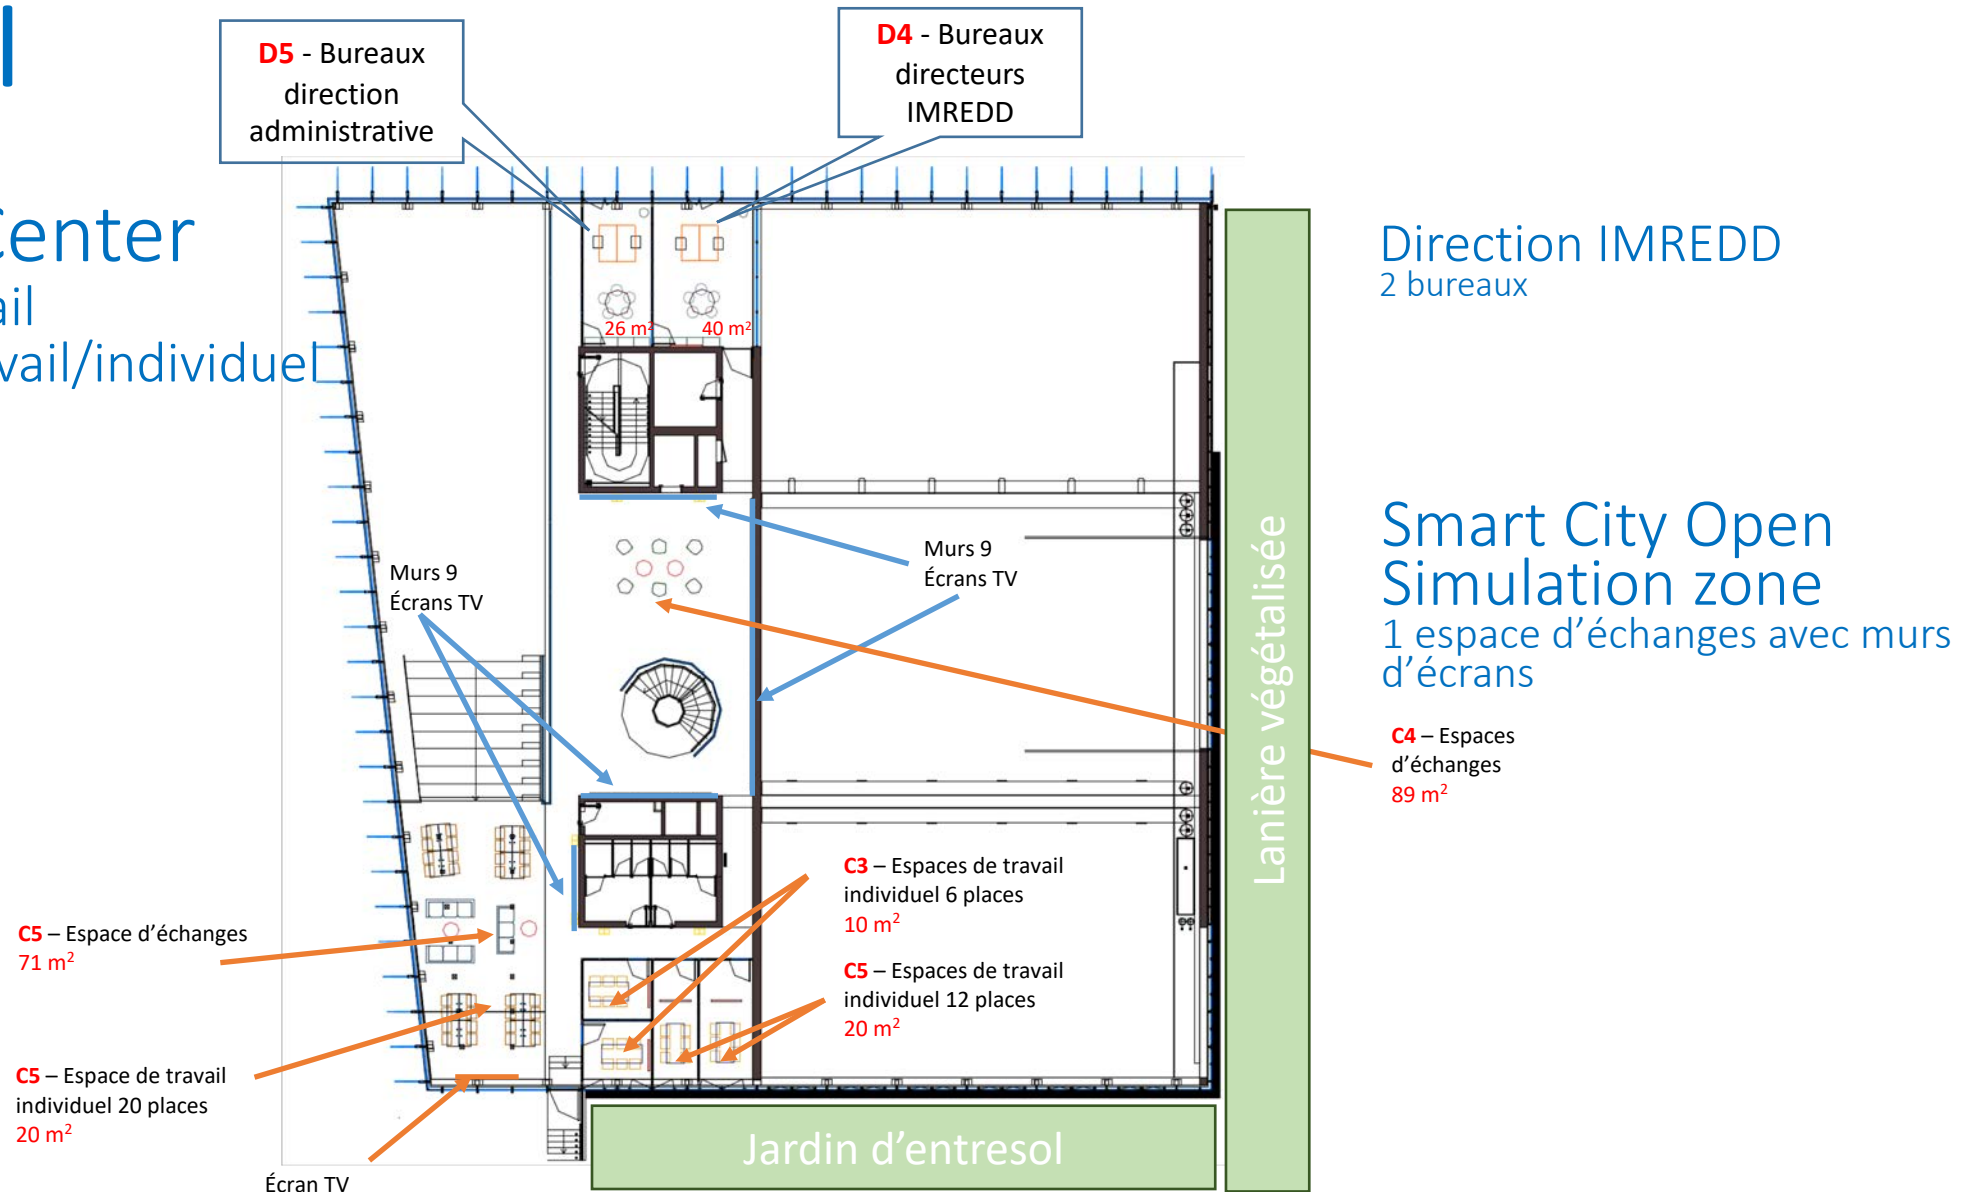 D5 - Bureaux
direction
administrative
D4 - Bureaux
directeurs
IMREDD
Center
ail
vail/individuel
Direction IMREDD
2 bureaux
26 m²
40 m²
Smart City Open
Simulation zone
1 espace d’échanges avec murs
d’écrans
Murs 9
Écrans TV
Murs 9
Écrans TV
Lanière végétalisée
C4 – Espaces
d’échanges
89 m²
C3 – Espaces de travail
individuel 6 places
10 m²
C5 – Espaces de travail
individuel 12 places
20 m²
C5 – Espace d’échanges
71 m²
C5 – Espace de travail
individuel 20 places
20 m²
Jardin d’entresol
Écran TV